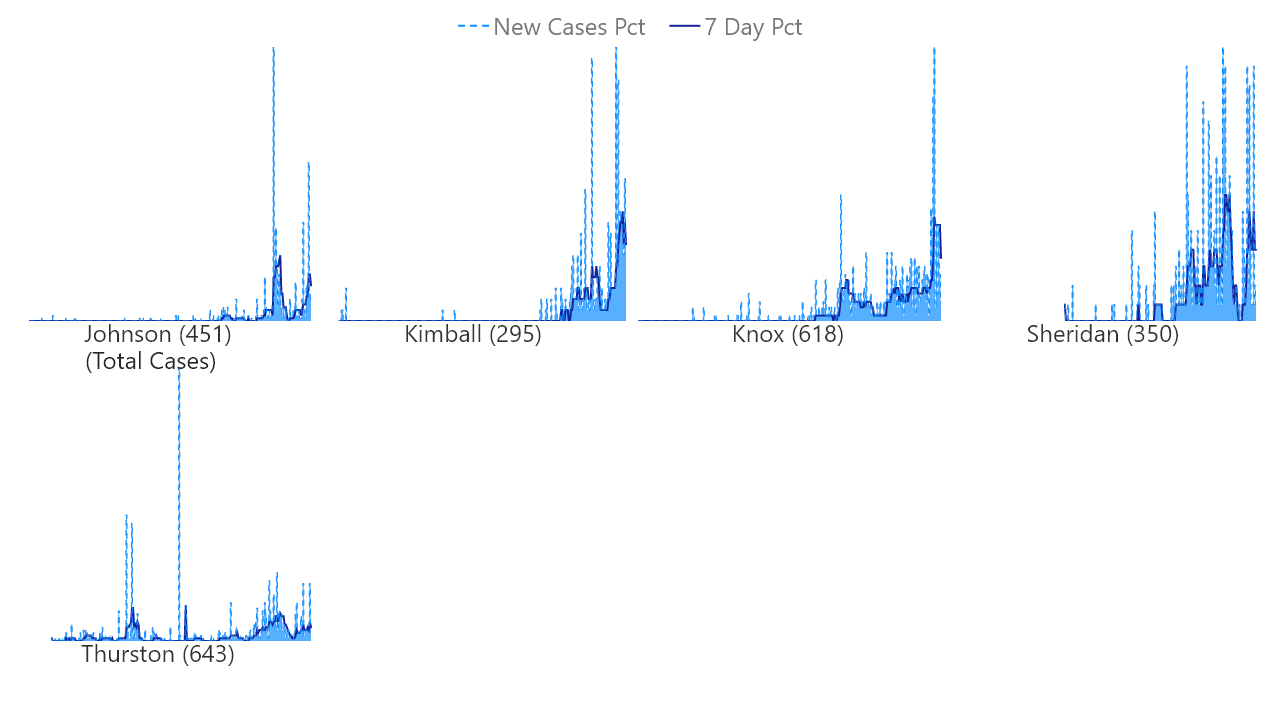 New Cases Pct 7 Day Pct
Johnson (451) Kimball (295) Knox (618) Sheridan (350)
(Total Cases)
Thurston (643)